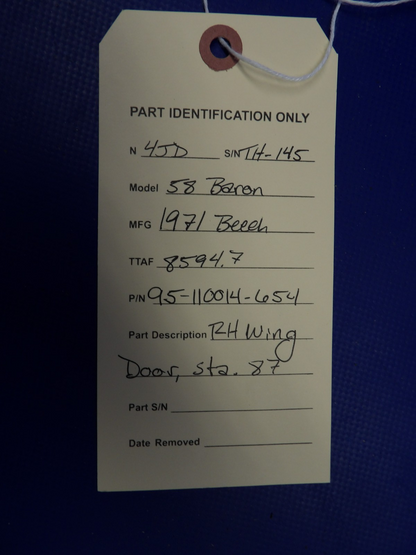 PART IDENTIFICATION ONLY
N 4JD S/N TH-145
Model 58 Baron
MFG 1971 Beech
TTAF 8594.7
P/N 95-110014-654
Part Description RH Wing
Door, sta. 87
Part S/N
Date Removed